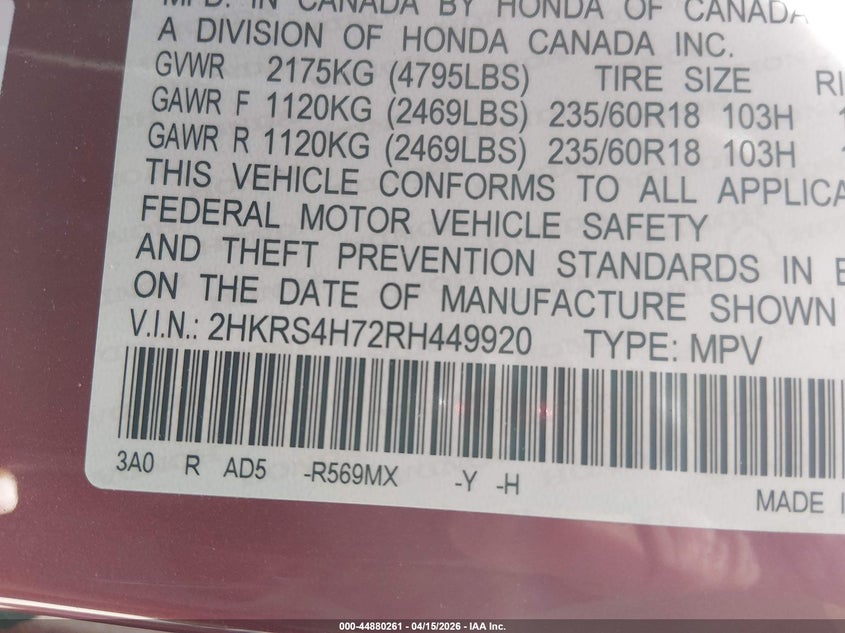 MFD. IN CANADA BY HONDA OF CANADA
A DIVISION OF HONDA CANADA INC.
GVWR 2175KG (4795LBS) TIRE SIZE RI
GAWR F 1120KG (2469LBS) 235/60R18 103H 1
GAWR R 1120KG (2469LBS) 235/60R18 103H
THIS VEHICLE CONFORMS TO ALL APPLICA
FEDERAL MOTOR VEHICLE SAFETY
AND THEFT PREVENTION STANDARDS IN E
ON THE DATE OF MANUFACTURE SHOWN
V.I.N.: 2HKRS4H72RH449920 TYPE: MPV
3A0 R AD5 -R569MX -Y -H
MADE I
000-44880261 - 04/15/2026 - IAA Inc.